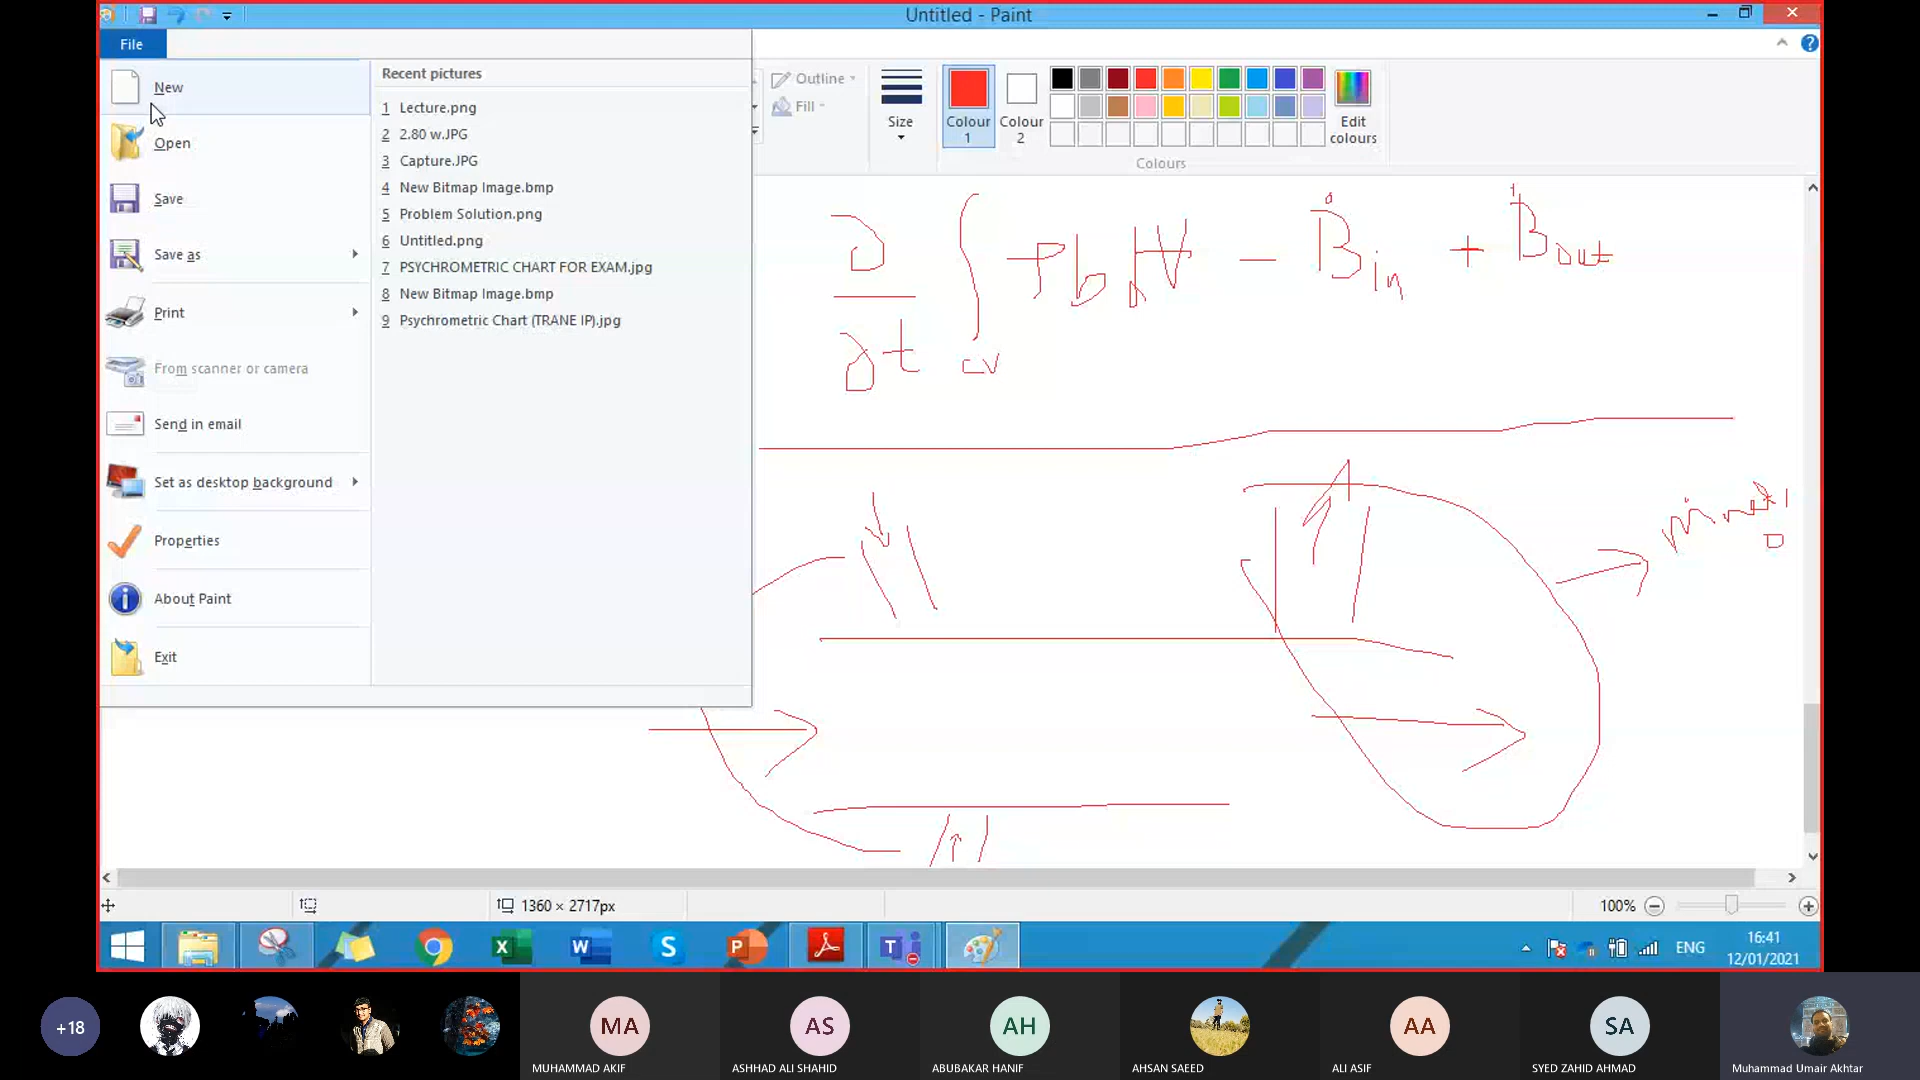 Untitled - Paint
File
New
Open
Save
Save as
Print
From scanner or camera
Send in email
Set as desktop background
Properties
About Paint
Exit
Recent pictures
1 Lecture.png
2 2.80 w.JPG
3 Capture.JPG
4 New Bitmap Image.bmp
5 Problem Solution.png
6 Untitled.png
7 PSYCHROMETRIC CHART FOR EXAM.jpg
8 New Bitmap Image.bmp
9 Psychrometric Chart (TRANE IP).jpg
Outline
Fill
Size
Colour 1
Colour 2
Edit colours
Colours
∂
∂t
∫
cv
− Ḃin + Ḃout
1360 × 2717px
100%
ENG
16:41
12/01/2021
+18
MA
AS
AH
AA
SA
MUHAMMAD AKIF
ASHHAD ALI SHAHID
ABUBAKAR HANIF
AHSAN SAEED
ALI ASIF
SYED ZAHID AHMAD
Muhammad Umair Akhtar